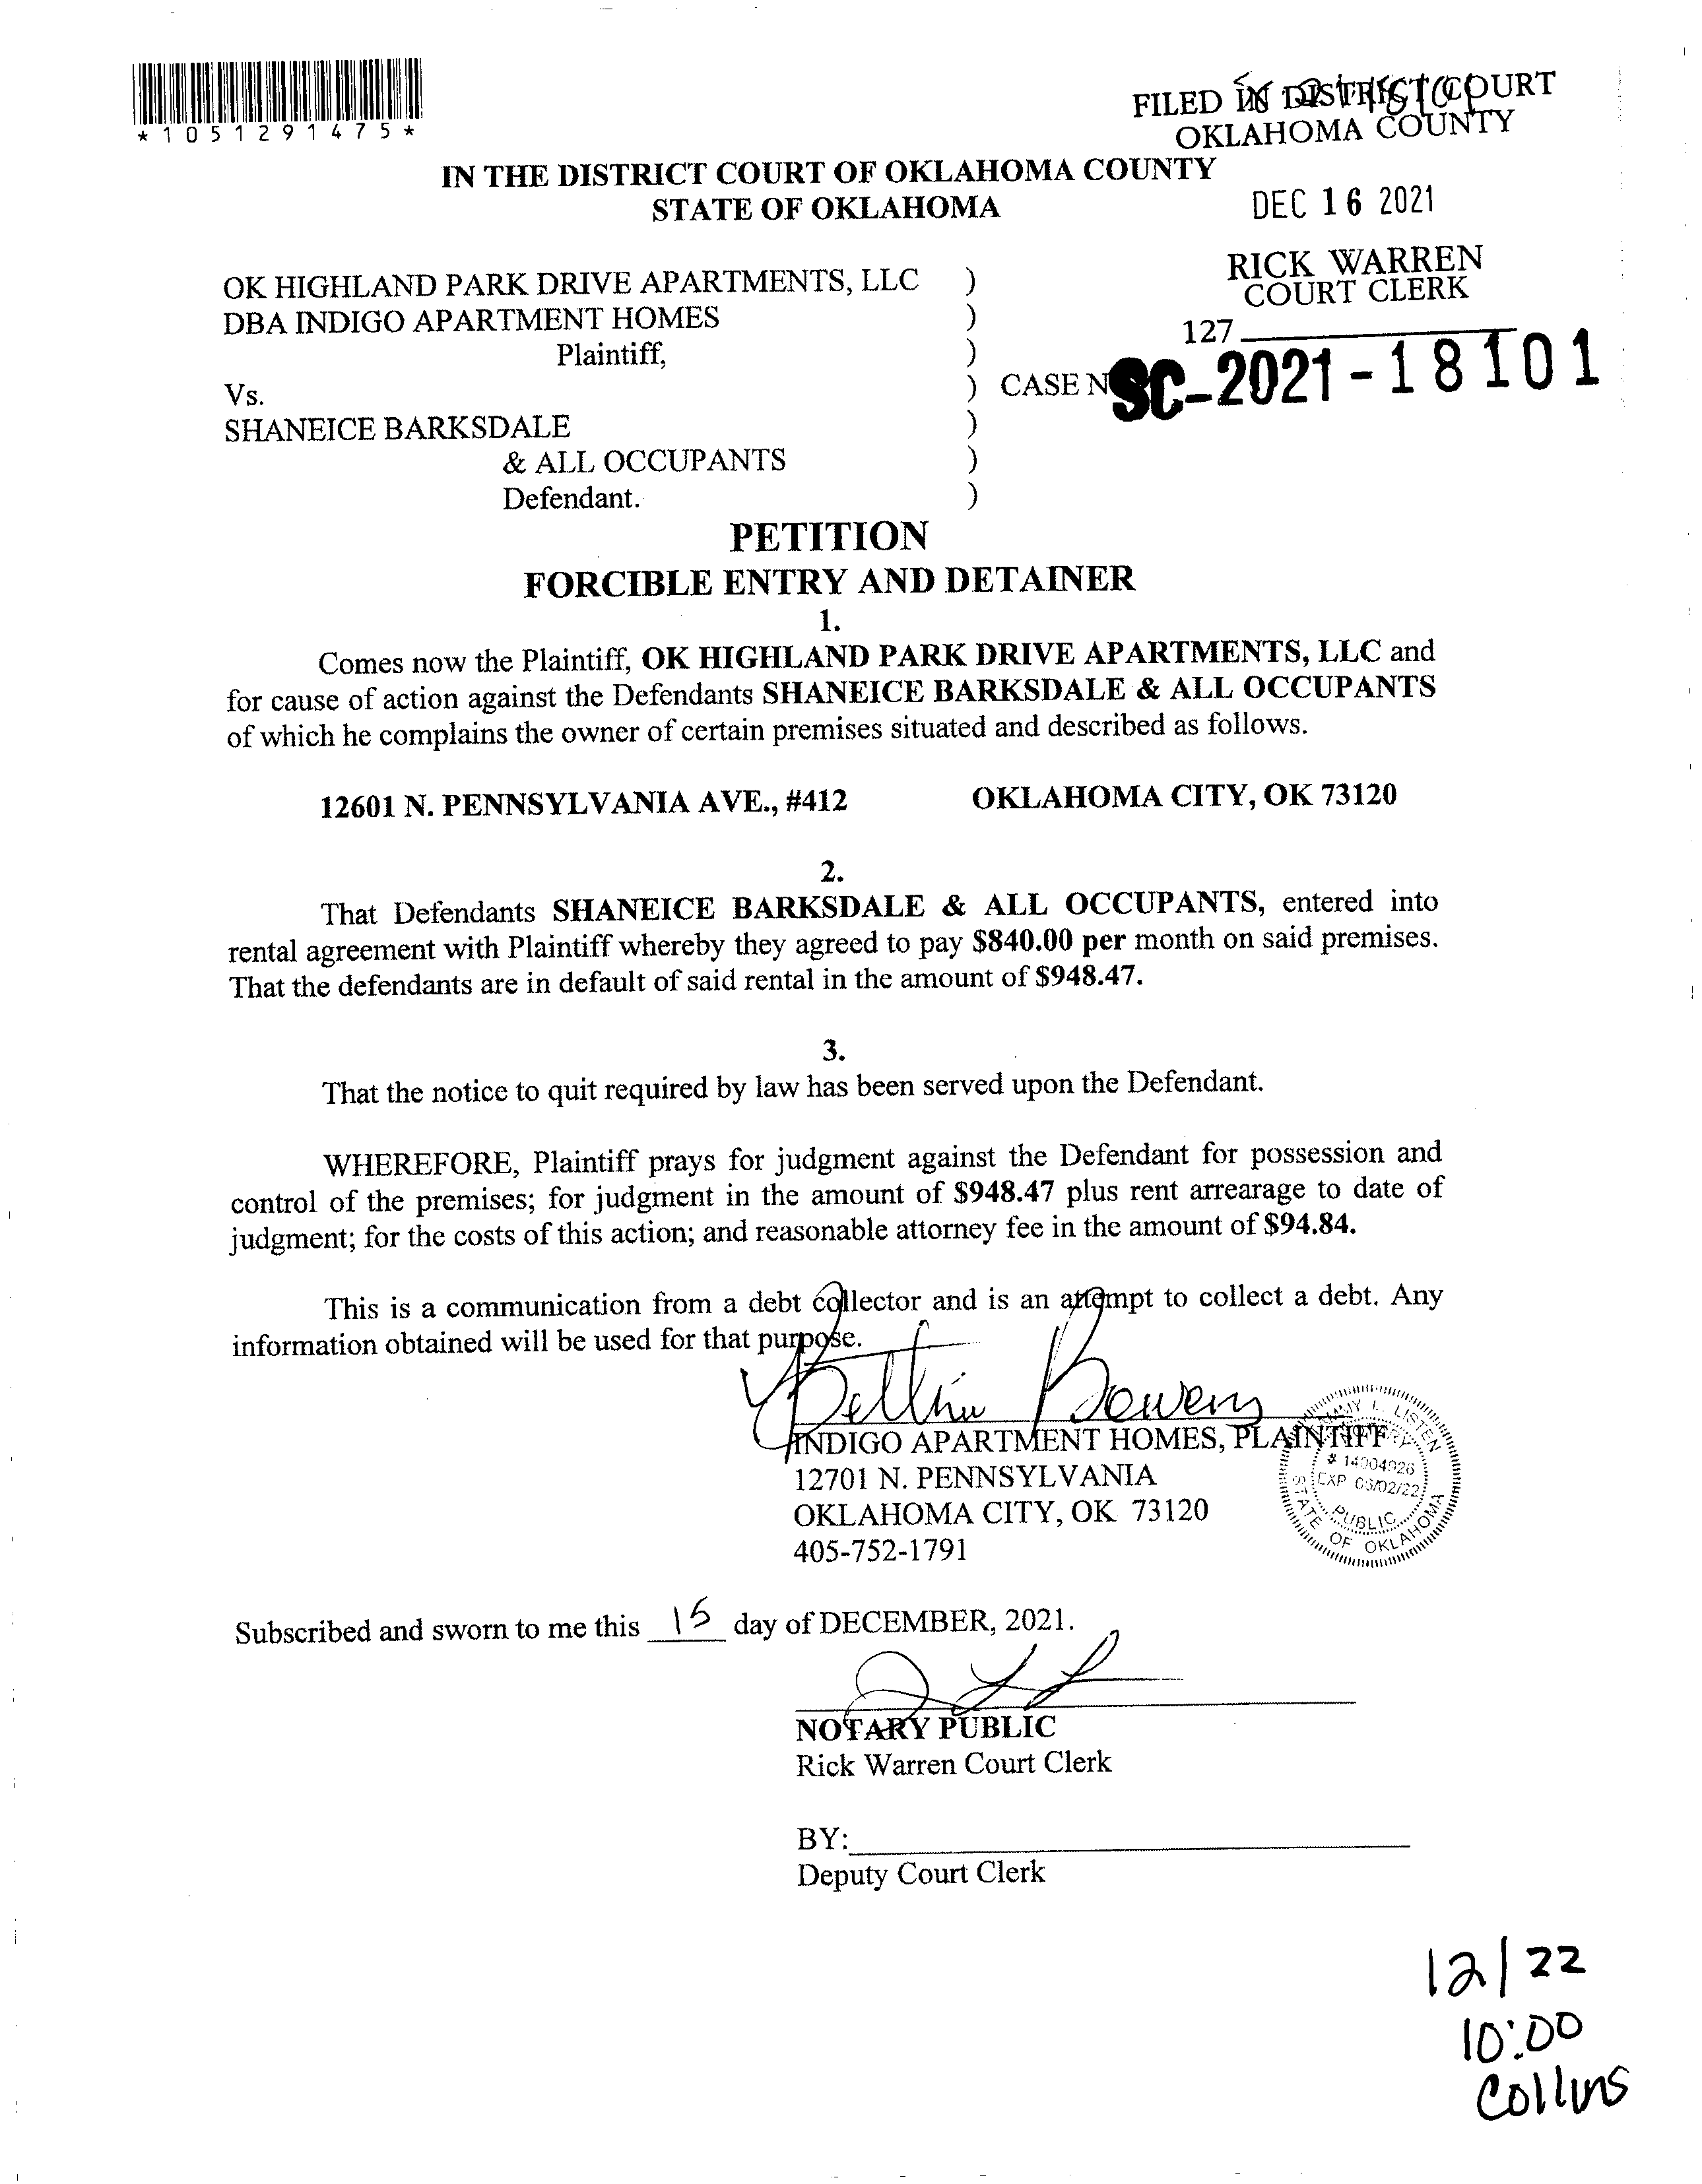 *1051291475*
FILED IN DISTRICT COURT
OKLAHOMA COUNTY
IN THE DISTRICT COURT OF OKLAHOMA COUNTY
STATE OF OKLAHOMA
DEC 16 2021
RICK WARREN
COURT CLERK
127
OK HIGHLAND PARK DRIVE APARTMENTS, LLC )
DBA INDIGO APARTMENT HOMES )
Plaintiff, )
Vs. ) CASE N SC-2021-18101
SHANEICE BARKSDALE )
& ALL OCCUPANTS )
Defendant. )
PETITION
FORCIBLE ENTRY AND DETAINER
1.
Comes now the Plaintiff, OK HIGHLAND PARK DRIVE APARTMENTS, LLC and
for cause of action against the Defendants SHANEICE BARKSDALE & ALL OCCUPANTS
of which he complains the owner of certain premises situated and described as follows.
12601 N. PENNSYLVANIA AVE., #412 OKLAHOMA CITY, OK 73120
2.
That Defendants SHANEICE BARKSDALE & ALL OCCUPANTS, entered into
rental agreement with Plaintiff whereby they agreed to pay $840.00 per month on said premises.
That the defendants are in default of said rental in the amount of $948.47.
3.
That the notice to quit required by law has been served upon the Defendant.
WHEREFORE, Plaintiff prays for judgment against the Defendant for possession and
control of the premises; for judgment in the amount of $948.47 plus rent arrearage to date of
judgment; for the costs of this action; and reasonable attorney fee in the amount of $94.84.
This is a communication from a debt collector and is an attempt to collect a debt. Any
information obtained will be used for that purpose.
INDIGO APARTMENT HOMES, PLAINTIFF
12701 N. PENNSYLVANIA
OKLAHOMA CITY, OK 73120
405-752-1791
L. LISTEN
# 14004926
EXP
PUBLIC
STATE OF OKLAHOMA
Subscribed and sworn to me this 15 day of DECEMBER, 2021.
NOTARY PUBLIC
Rick Warren Court Clerk
BY:
Deputy Court Clerk
12/22
10:00
Collins